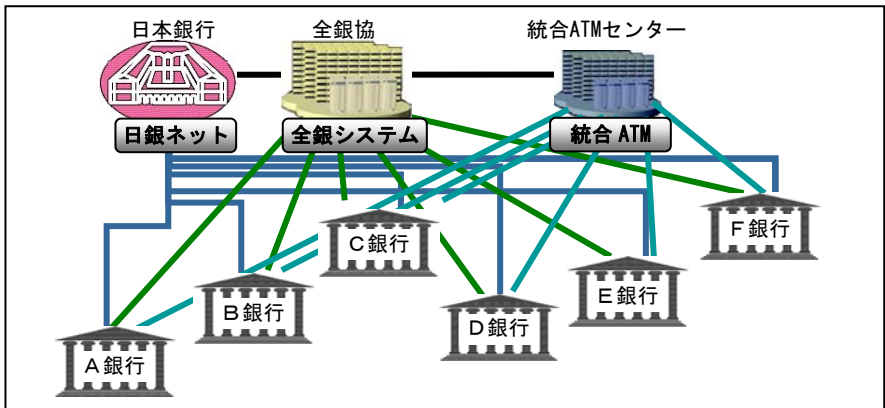 日本銀行
全銀協
統合ATMセンター
日銀ネット
全銀システム
統合 ATM
C銀行
F銀行
B銀行
E銀行
D銀行
A銀行